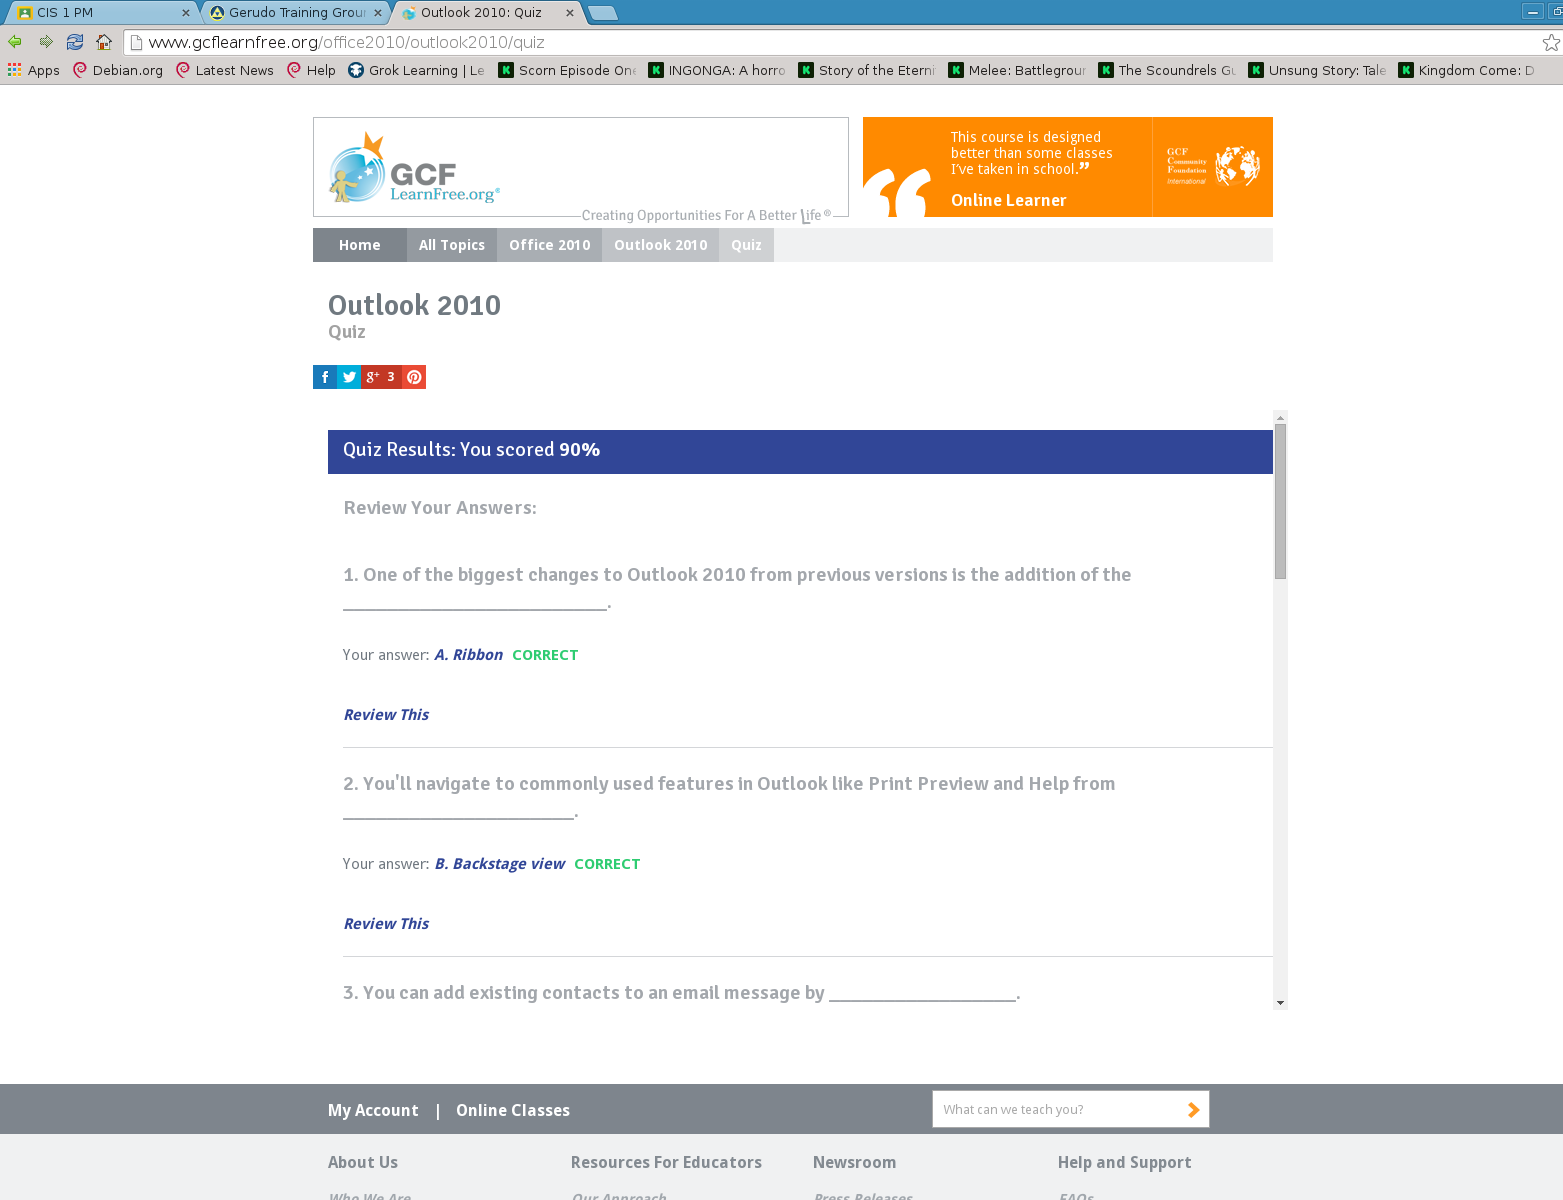 CIS 1 PM
Gerudo Training Grou
Outlook 2010: Quiz
www.gcflearnfree.org/office2010/outlook2010/quiz
Apps Debian.org Latest News Help Grok Learning | Le Scorn Episode One INGONGA: A horro Story of the Eterni Melee: Battlegroun The Scoundrels Gu Unsung Story: Tale Kingdom Come: D
GCF
LearnFree.org®
Creating Opportunities For A Better Life®
This course is designed
better than some classes
I've taken in school.”
Online Learner
GCF
Community
Foundation
International
Home All Topics Office 2010 Outlook 2010 Quiz
Outlook 2010
Quiz
f g+ 3
Quiz Results: You scored 90%
Review Your Answers:
1. One of the biggest changes to Outlook 2010 from previous versions is the addition of the
________________________.
Your answer: A. Ribbon CORRECT
Review This
2. You'll navigate to commonly used features in Outlook like Print Preview and Help from
_____________________.
Your answer: B. Backstage view CORRECT
Review This
3. You can add existing contacts to an email message by _________________.
My Account | Online Classes
What can we teach you?
About Us Resources For Educators Newsroom Help and Support
Who We Are Our Approach Press Releases FAQs